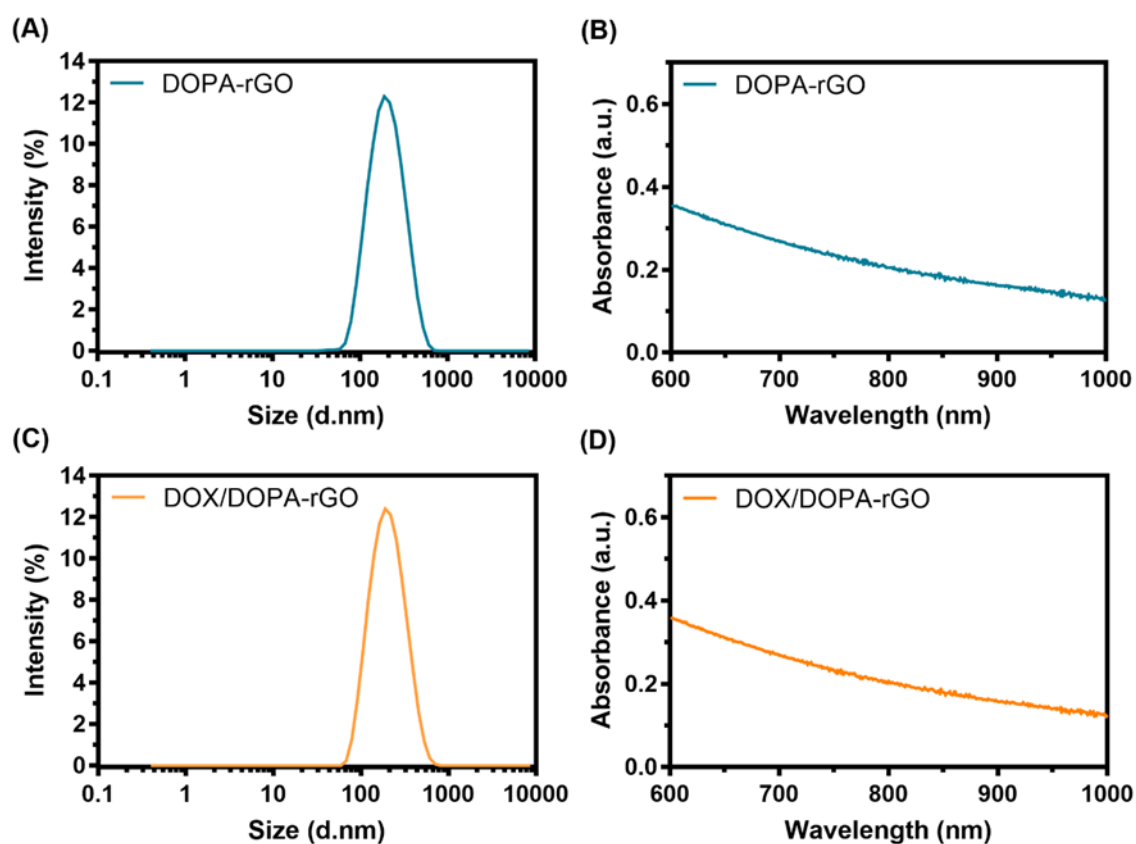 (A)
DOPA-rGO
14
12
10
8
6
4
2
0
Intensity (%)
0.1 1 10 100 1000 10000
Size (d.nm)
(B)
DOPA-rGO
0.6
0.4
0.2
0.0
Absorbance (a.u.)
600 700 800 900 1000
Wavelength (nm)
(C)
DOX/DOPA-rGO
14
12
10
8
6
4
2
0
Intensity (%)
0.1 1 10 100 1000 10000
Size (d.nm)
(D)
DOX/DOPA-rGO
0.6
0.4
0.2
0.0
Absorbance (a.u.)
600 700 800 900 1000
Wavelength (nm)